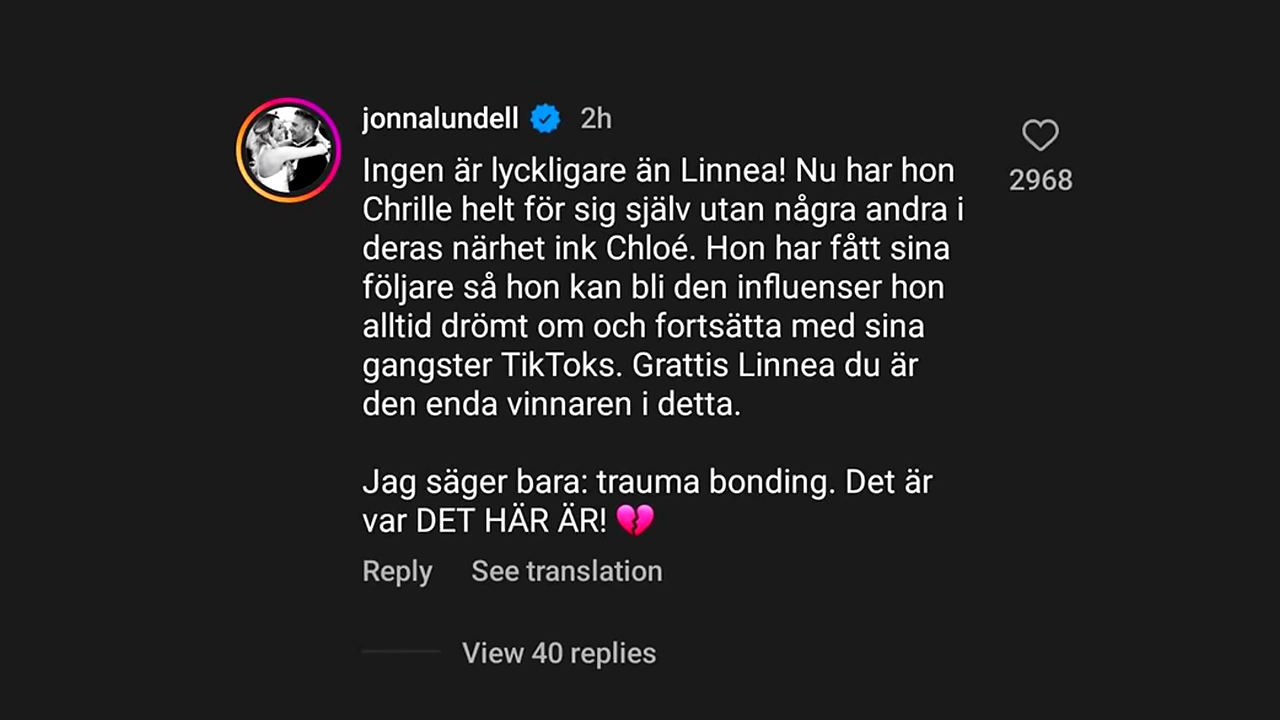 jonnalundell 2h
Ingen är lyckligare än Linnea! Nu har hon
Chrille helt för sig själv utan några andra i
deras närhet ink Chloé. Hon har fått sina
följare så hon kan bli den influenser hon
alltid drömt om och fortsätta med sina
gangster TikToks. Grattis Linnea du är
den enda vinnaren i detta.
Jag säger bara: trauma bonding. Det är
var DET HÄR ÄR! 💔
2968
Reply See translation
View 40 replies